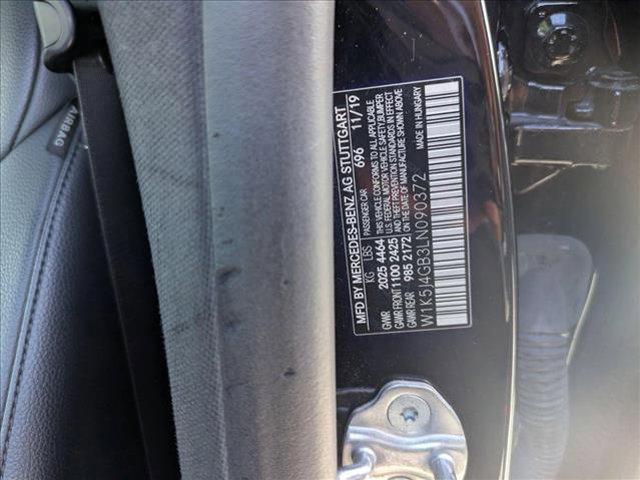 AIRBAG
MFD BY MERCEDES-BENZ AG STUTTGART
696 11/19
KG LBS PASSENGER CAR
GVWR 2025 4464 THIS VEHICLE CONFORMS TO ALL APPLICABLE
GAWR FRONT 1100 2425 U.S. FEDERAL MOTOR VEHICLE SAFETY, BUMPER
GAWR REAR 985 2172 AND THEFT PREVENTION STANDARDS IN EFFECT
ON THE DATE OF MANUFACTURE SHOWN ABOVE
W1K5J4GB3LN090372 MADE IN HUNGARY